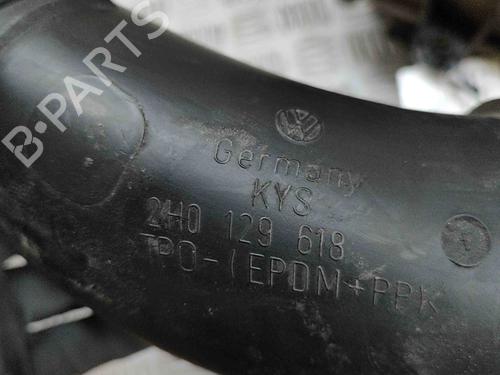 B-PARTS
Germany
KYS
2H0 129 618
TPO-(EPDM+PPK